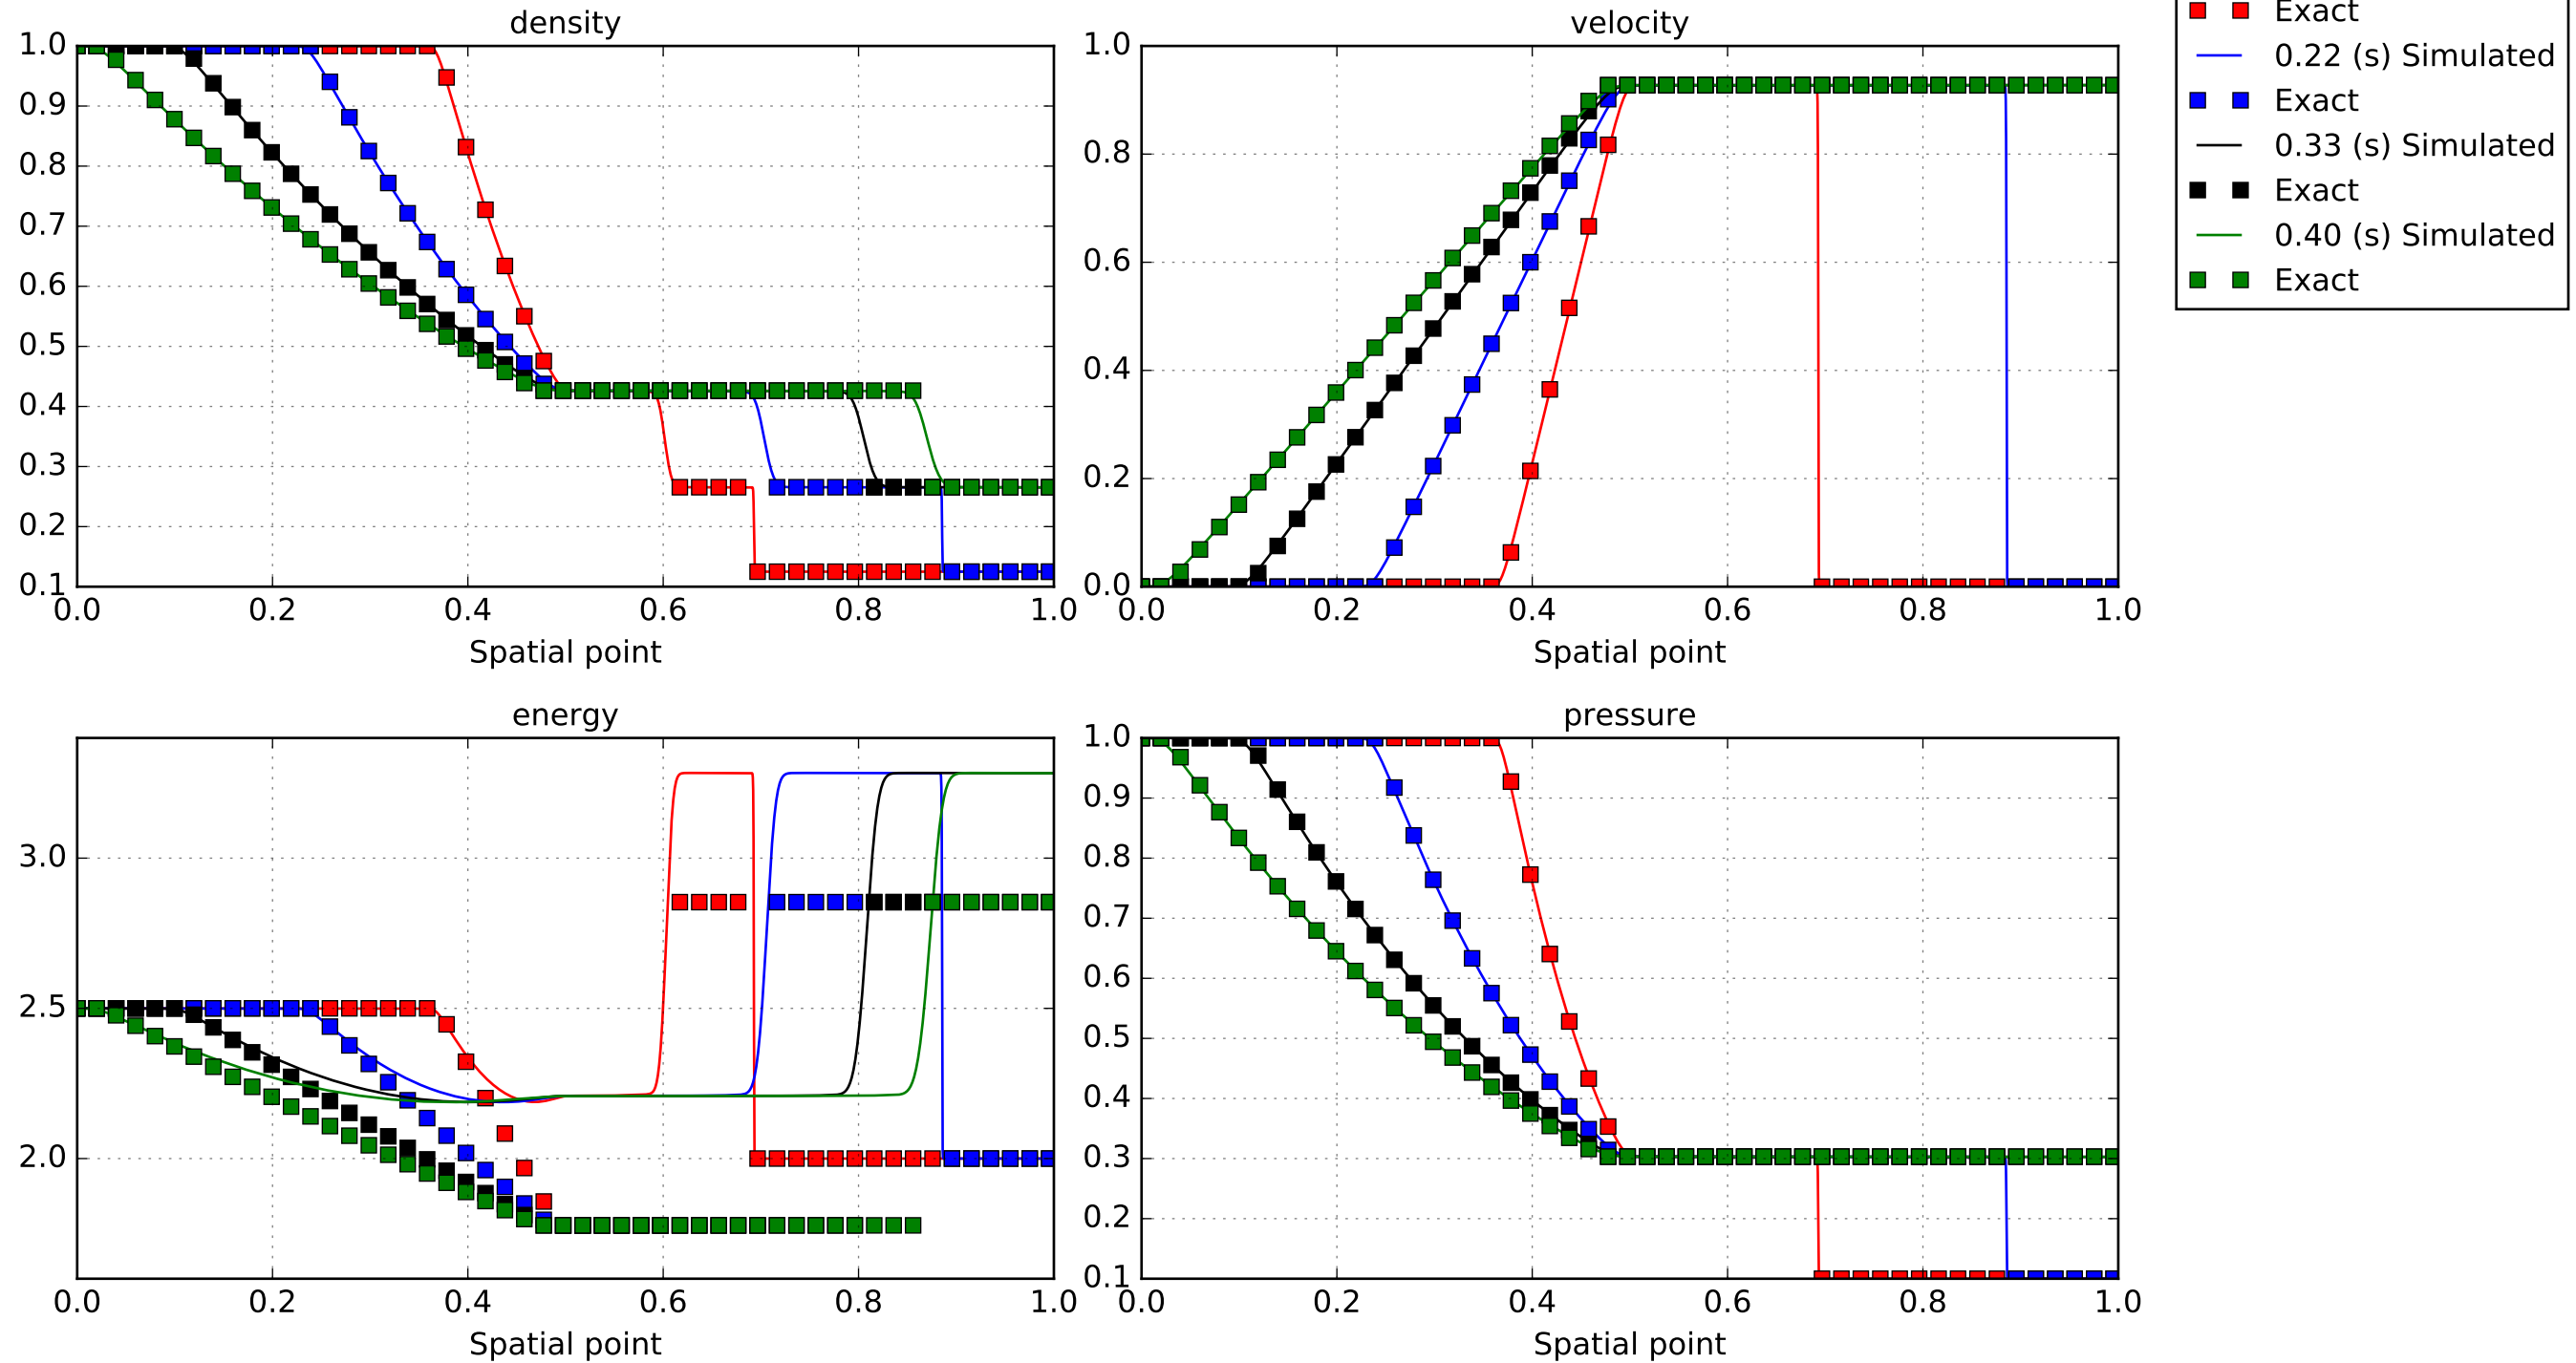 density
1.0
0.9
0.8
0.7
0.6
0.5
0.4
0.3
0.2
0.1
0.0 0.2 0.4 0.6 0.8 1.0
Spatial point
velocity
1.0
0.8
0.6
0.4
0.2
0.0
0.0 0.2 0.4 0.6 0.8 1.0
Spatial point
Exact
0.22 (s) Simulated
Exact
0.33 (s) Simulated
Exact
0.40 (s) Simulated
Exact
energy
3.0
2.5
2.0
0.0 0.2 0.4 0.6 0.8 1.0
Spatial point
pressure
1.0
0.9
0.8
0.7
0.6
0.5
0.4
0.3
0.2
0.1
0.0 0.2 0.4 0.6 0.8 1.0
Spatial point